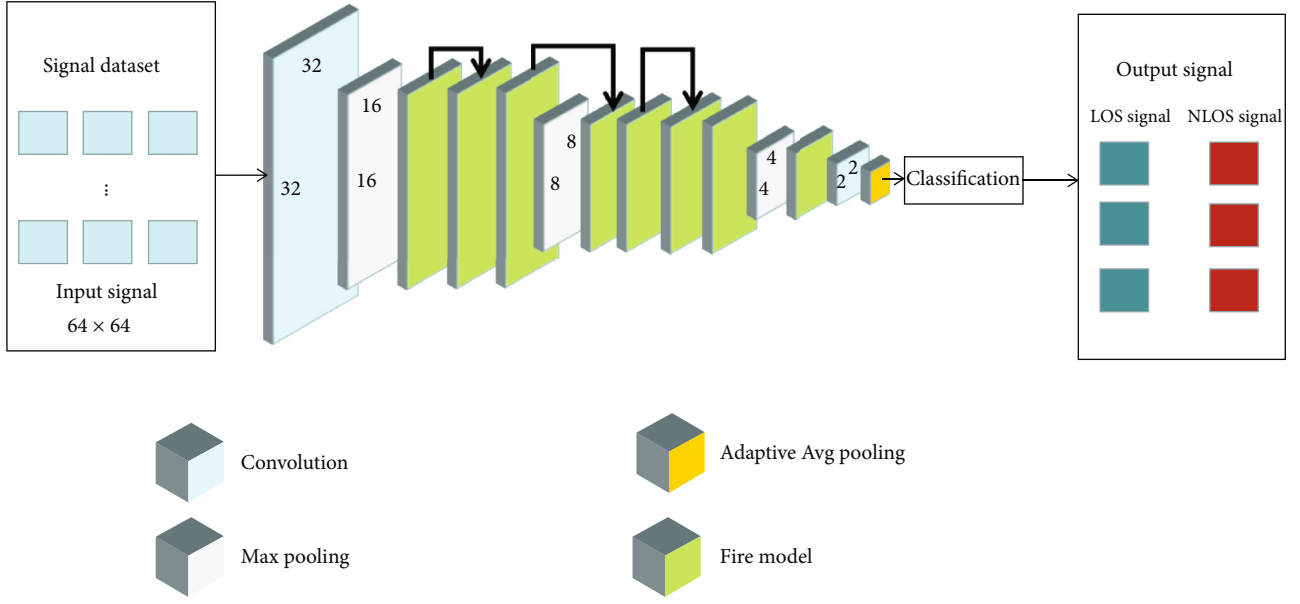 Signal dataset
⋮
Input signal
64 × 64
32
32
16
16
8
8
4
4
2
2
Classification
Output signal
LOS signal
NLOS signal
Convolution
Max pooling
Adaptive Avg pooling
Fire model